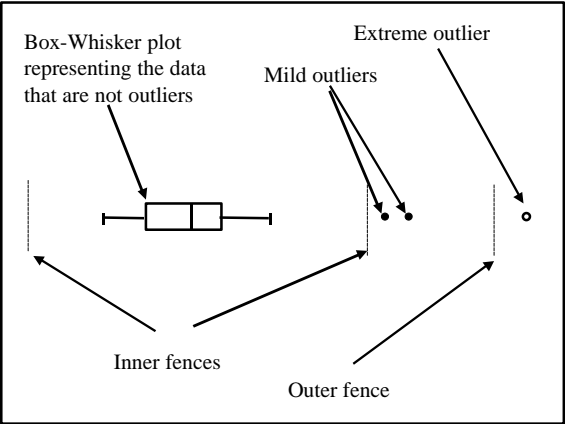 Box-Whisker plot
representing the data
that are not outliers
Mild outliers
Extreme outlier
Inner fences
Outer fence